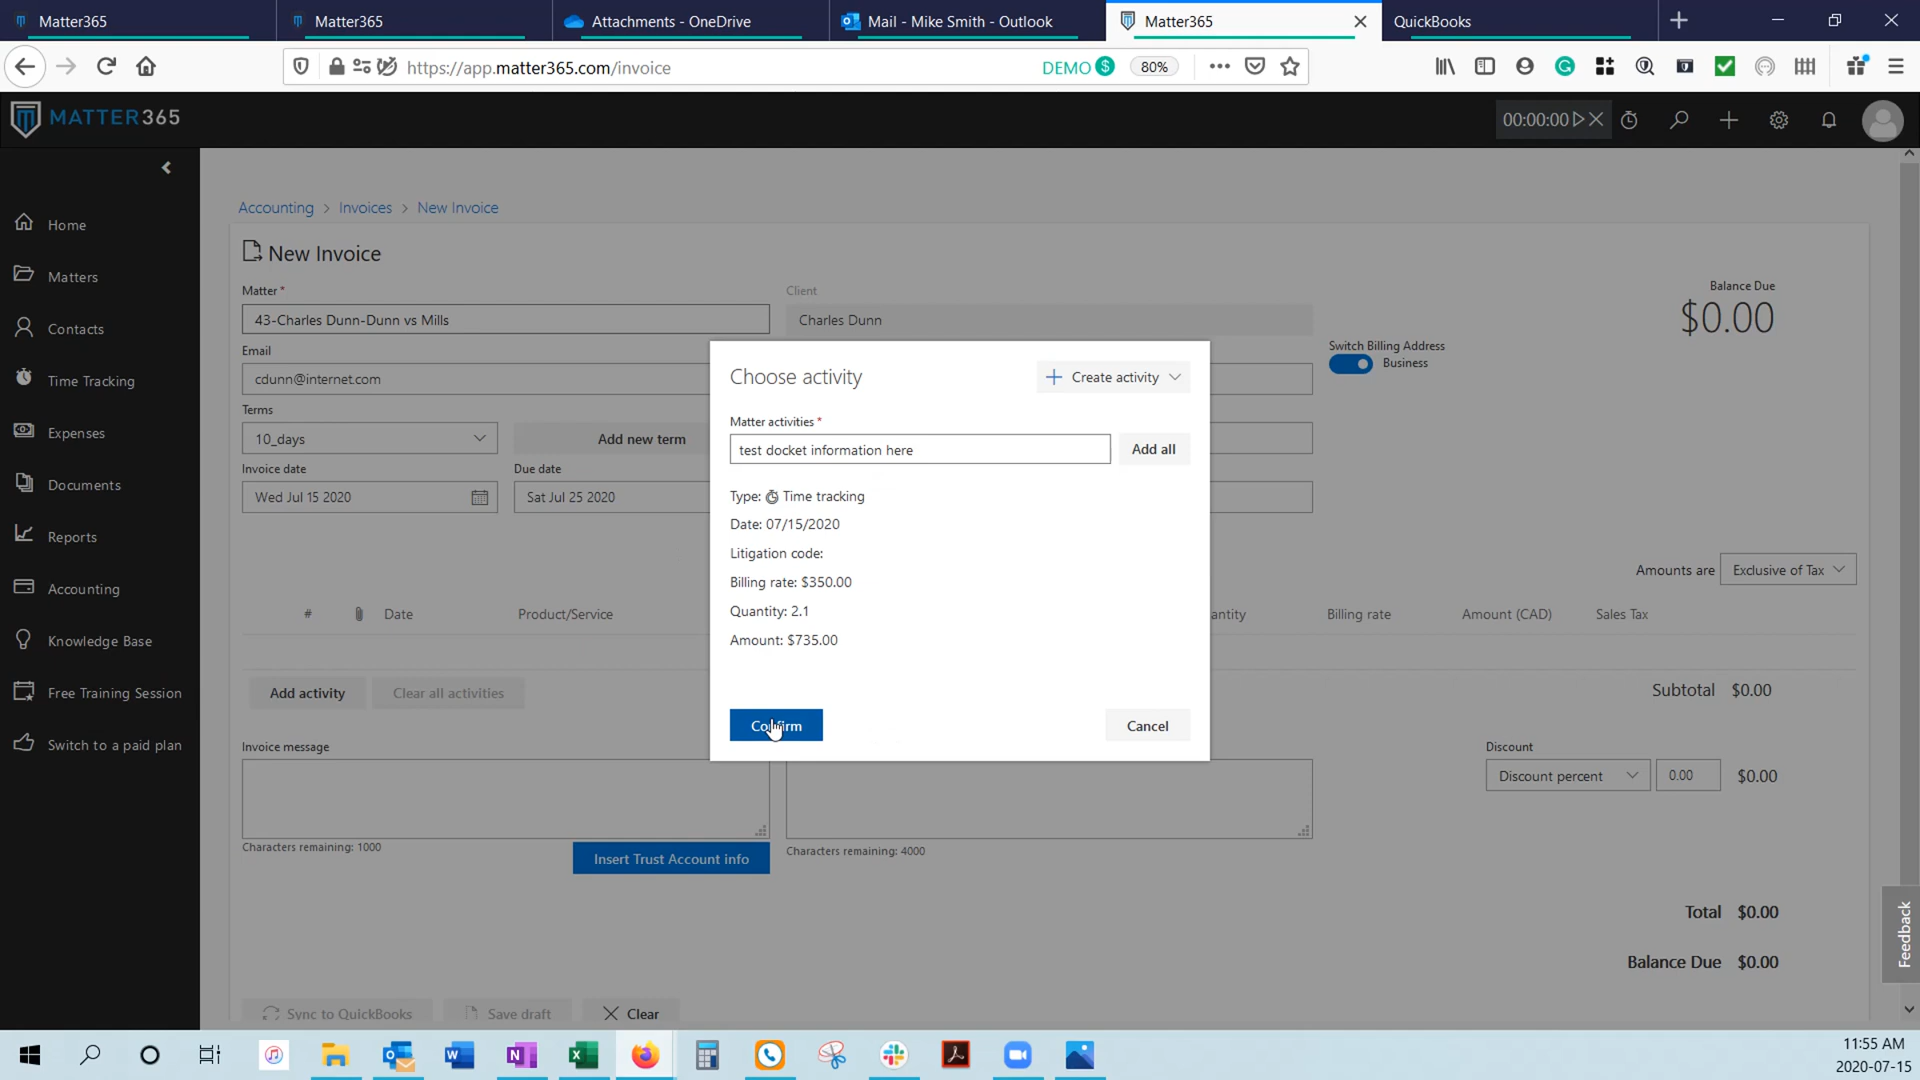 Matter365
Matter365
Attachments - OneDrive
Mail - Mike Smith - Outlook
Matter365
QuickBooks
https://app.matter365.com/invoice
DEMO
80%
MATTER365
00:00:00
Home
Matters
Contacts
Time Tracking
Expenses
Documents
Reports
Accounting
Knowledge Base
Free Training Session
Switch to a paid plan
Accounting > Invoices > New Invoice
New Invoice
Matter *
43-Charles Dunn-Dunn vs Mills
Client
Charles Dunn
Balance Due
$0.00
Email
cdunn@internet.com
Switch Billing Address
Business
Terms
10_days
Add new term
Invoice date
Wed Jul 15 2020
Due date
Sat Jul 25 2020
Amounts are
Exclusive of Tax
# Date Product/Service antity Billing rate Amount (CAD) Sales Tax
Add activity
Clear all activities
Subtotal $0.00
Invoice message
Characters remaining: 1000
Insert Trust Account info
Characters remaining: 4000
Discount
Discount percent
0.00
$0.00
Total $0.00
Balance Due $0.00
Sync to QuickBooks
Save draft
Clear
Feedback
Choose activity
Create activity
Matter activities *
test docket information here
Add all
Type: Time tracking
Date: 07/15/2020
Litigation code:
Billing rate: $350.00
Quantity: 2.1
Amount: $735.00
Confirm
Cancel
11:55 AM
2020-07-15